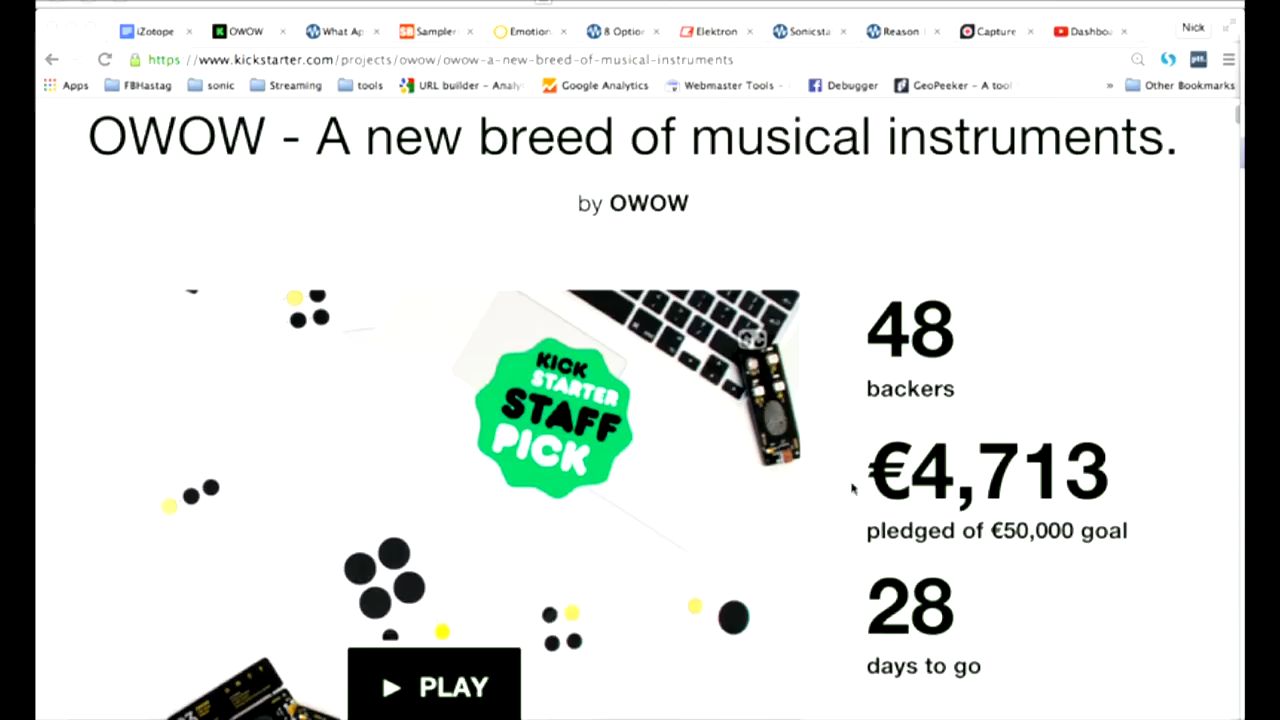 iZotope × OWOW × What Ap × Sampler × Emotion × 8 Option × Elektron × Sonicsta × Reason × Capture × Dashbo × Nick
https://www.kickstarter.com/projects/owow/owow-a-new-breed-of-musical-instruments
Apps FBHastag sonic Streaming tools URL builder – Analy Google Analytics Webmaster Tools - Debugger GeoPeeker - A tool » Other Bookmarks
OWOW - A new breed of musical instruments.
by OWOW
KICK
STARTER
STAFF
PICK
48
backers
€4,713
pledged of €50,000 goal
28
days to go
PLAY